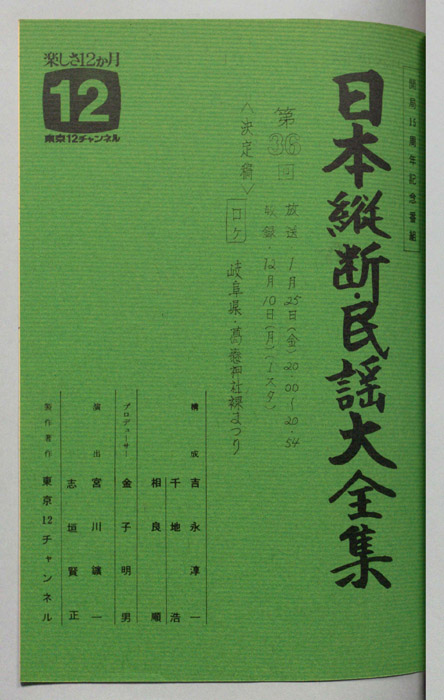 開局15周年記念番組
日本縦断・民謡大全集
楽しさ12か月
12
東京12チャンネル
第36回
〈決定稿〉
放送 1月25日(金)20:00〜20:54
収録 12月10日(月)(1スタ)
ロケ
岐阜県・葛懸神社裸まつり
構成 吉永淳一
千地浩
相良順
プロデューサー 金子明男
演出 宮川鑛一
志垣賢正
製作著作 東京12チャンネル